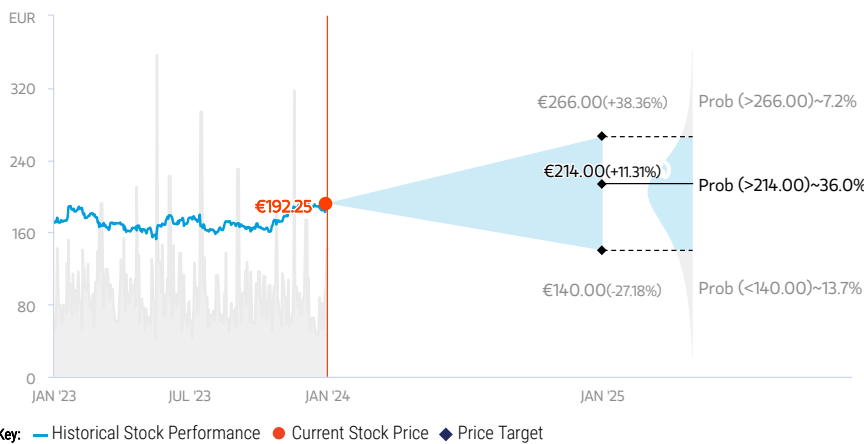 EUR
320
€266.00(+38.36%) Prob (>266.00)~7.2%
240
€214.00(+11.31%) Prob (>214.00)~36.0%
€192.25
160
80
€140.00(-27.18%) Prob (<140.00)~13.7%
0
JAN '23 JUL '23 JAN '24 JAN '25
Key: Historical Stock Performance Current Stock Price Price Target